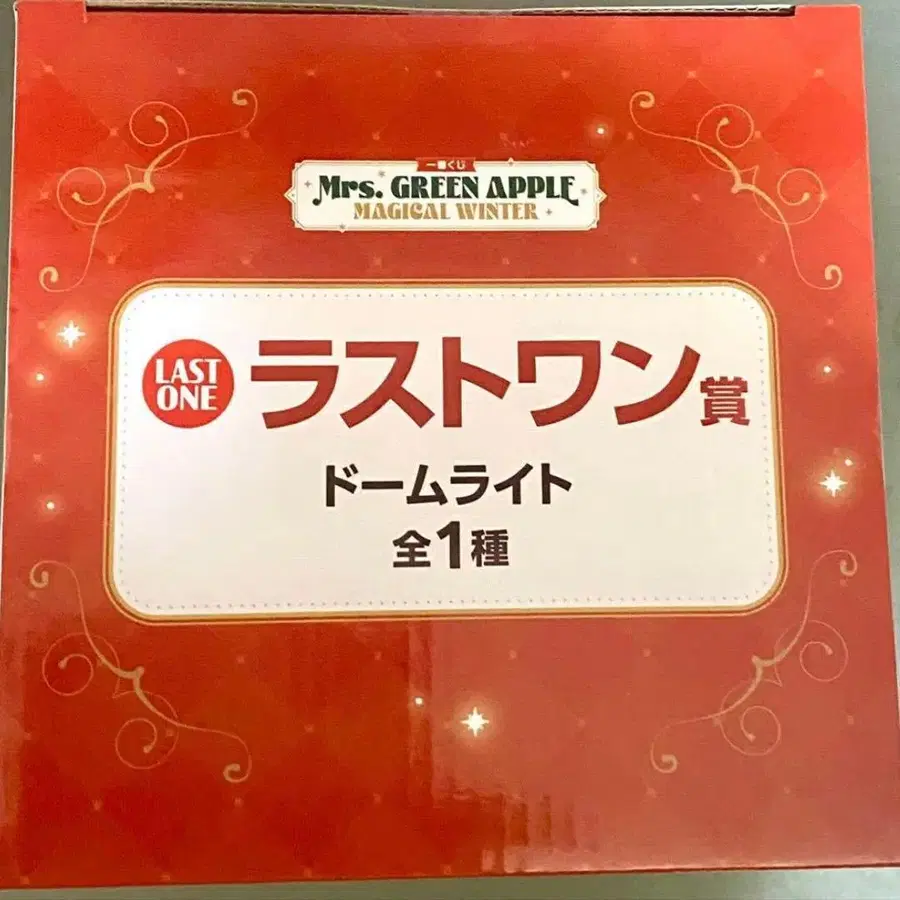 一番くじ
Mrs. GREEN APPLE
MAGICAL WINTER
LAST ONE
ラストワン賞
ドームライト
全1種